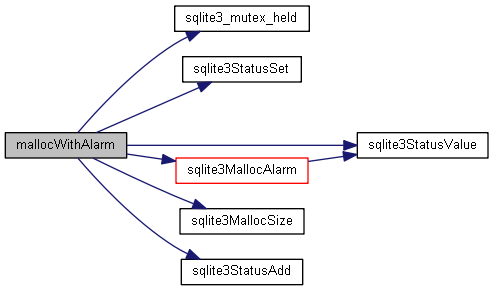 sqlite3_mutex_held
sqlite3StatusSet
mallocWithAlarm
sqlite3StatusValue
sqlite3MallocAlarm
sqlite3MallocSize
sqlite3StatusAdd